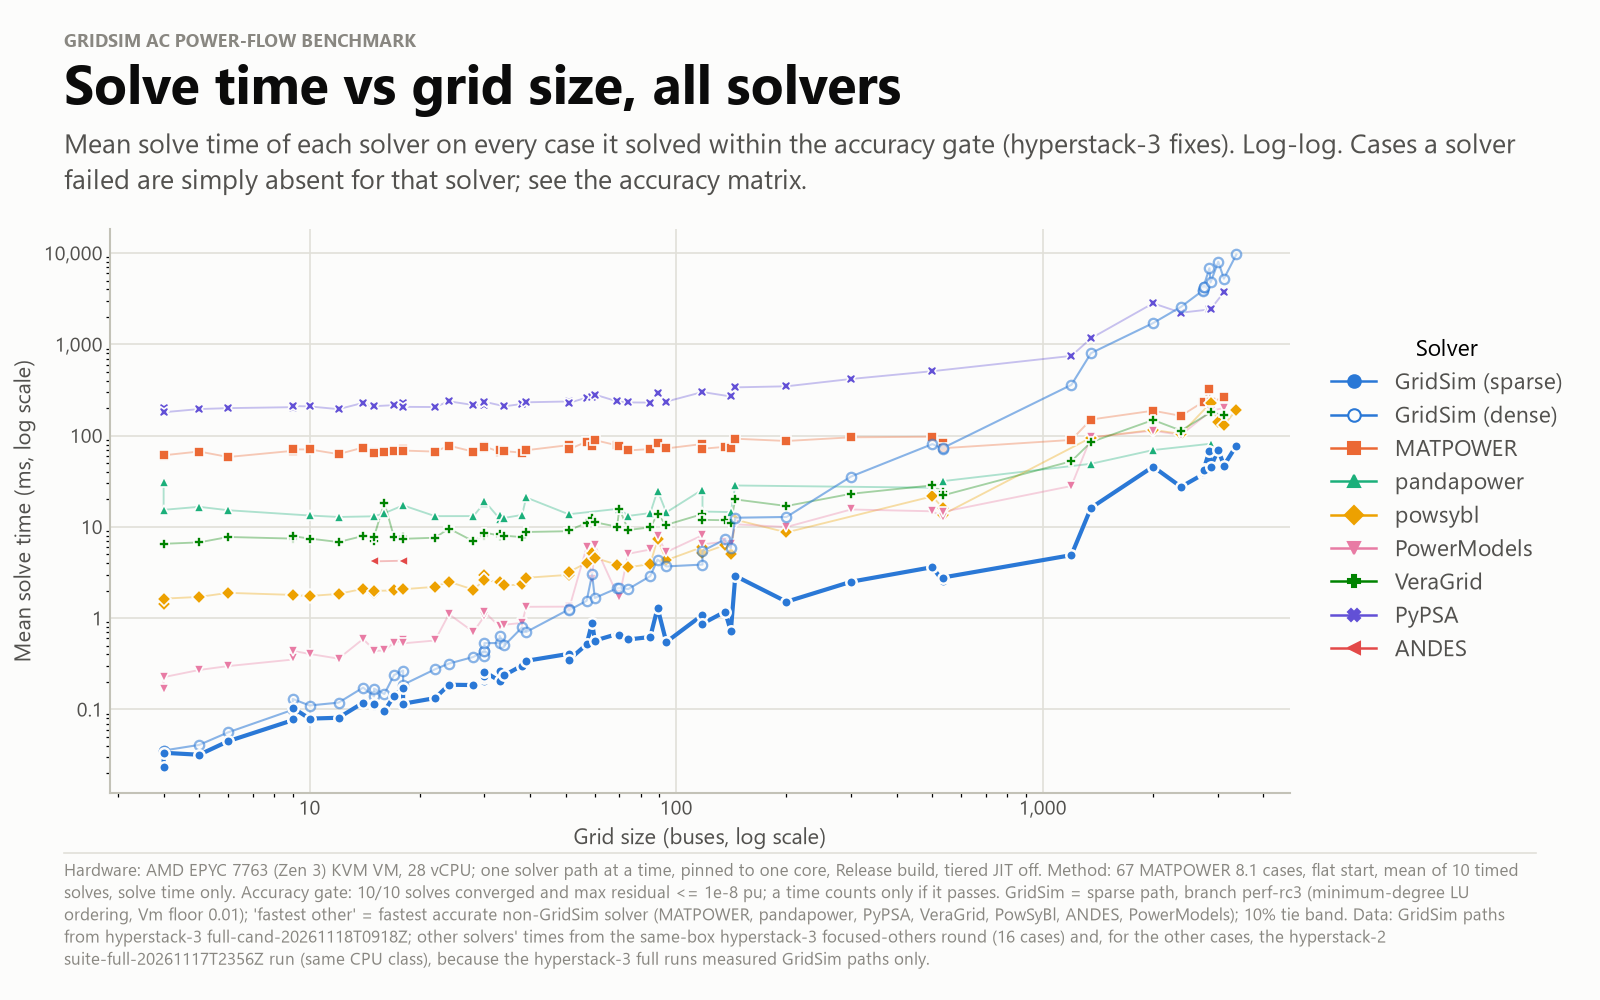 GRIDSIM AC POWER-FLOW BENCHMARK
Solve time vs grid size, all solvers
Mean solve time of each solver on every case it solved within the accuracy gate (hyperstack-3 fixes). Log-log. Cases a solver
failed are simply absent for that solver; see the accuracy matrix.
Mean solve time (ms, log scale)
10,000
1,000
100
10
1
0.1
10
100
1,000
Grid size (buses, log scale)
Solver
GridSim (sparse)
GridSim (dense)
MATPOWER
pandapower
powsybl
PowerModels
VeraGrid
PyPSA
ANDES
Hardware: AMD EPYC 7763 (Zen 3) KVM VM, 28 vCPU; one solver path at a time, pinned to one core, Release build, tiered JIT off. Method: 67 MATPOWER 8.1 cases, flat start, mean of 10 timed
solves, solve time only. Accuracy gate: 10/10 solves converged and max residual <= 1e-8 pu; a time counts only if it passes. GridSim = sparse path, branch perf-rc3 (minimum-degree LU
ordering, Vm floor 0.01); 'fastest other' = fastest accurate non-GridSim solver (MATPOWER, pandapower, PyPSA, VeraGrid, PowSyBl, ANDES, PowerModels); 10% tie band. Data: GridSim paths
from hyperstack-3 full-cand-20261118T0918Z; other solvers' times from the same-box hyperstack-3 focused-others round (16 cases) and, for the other cases, the hyperstack-2
suite-full-20261117T2356Z run (same CPU class), because the hyperstack-3 full runs measured GridSim paths only.